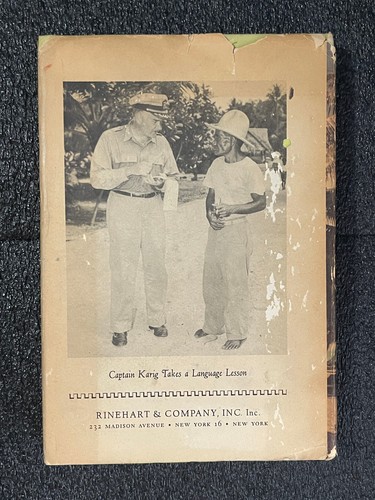 Captain Karig Takes a Language Lesson
RINEHART & COMPANY, INC. Inc.
232 MADISON AVENUE • NEW YORK 16 • NEW YORK